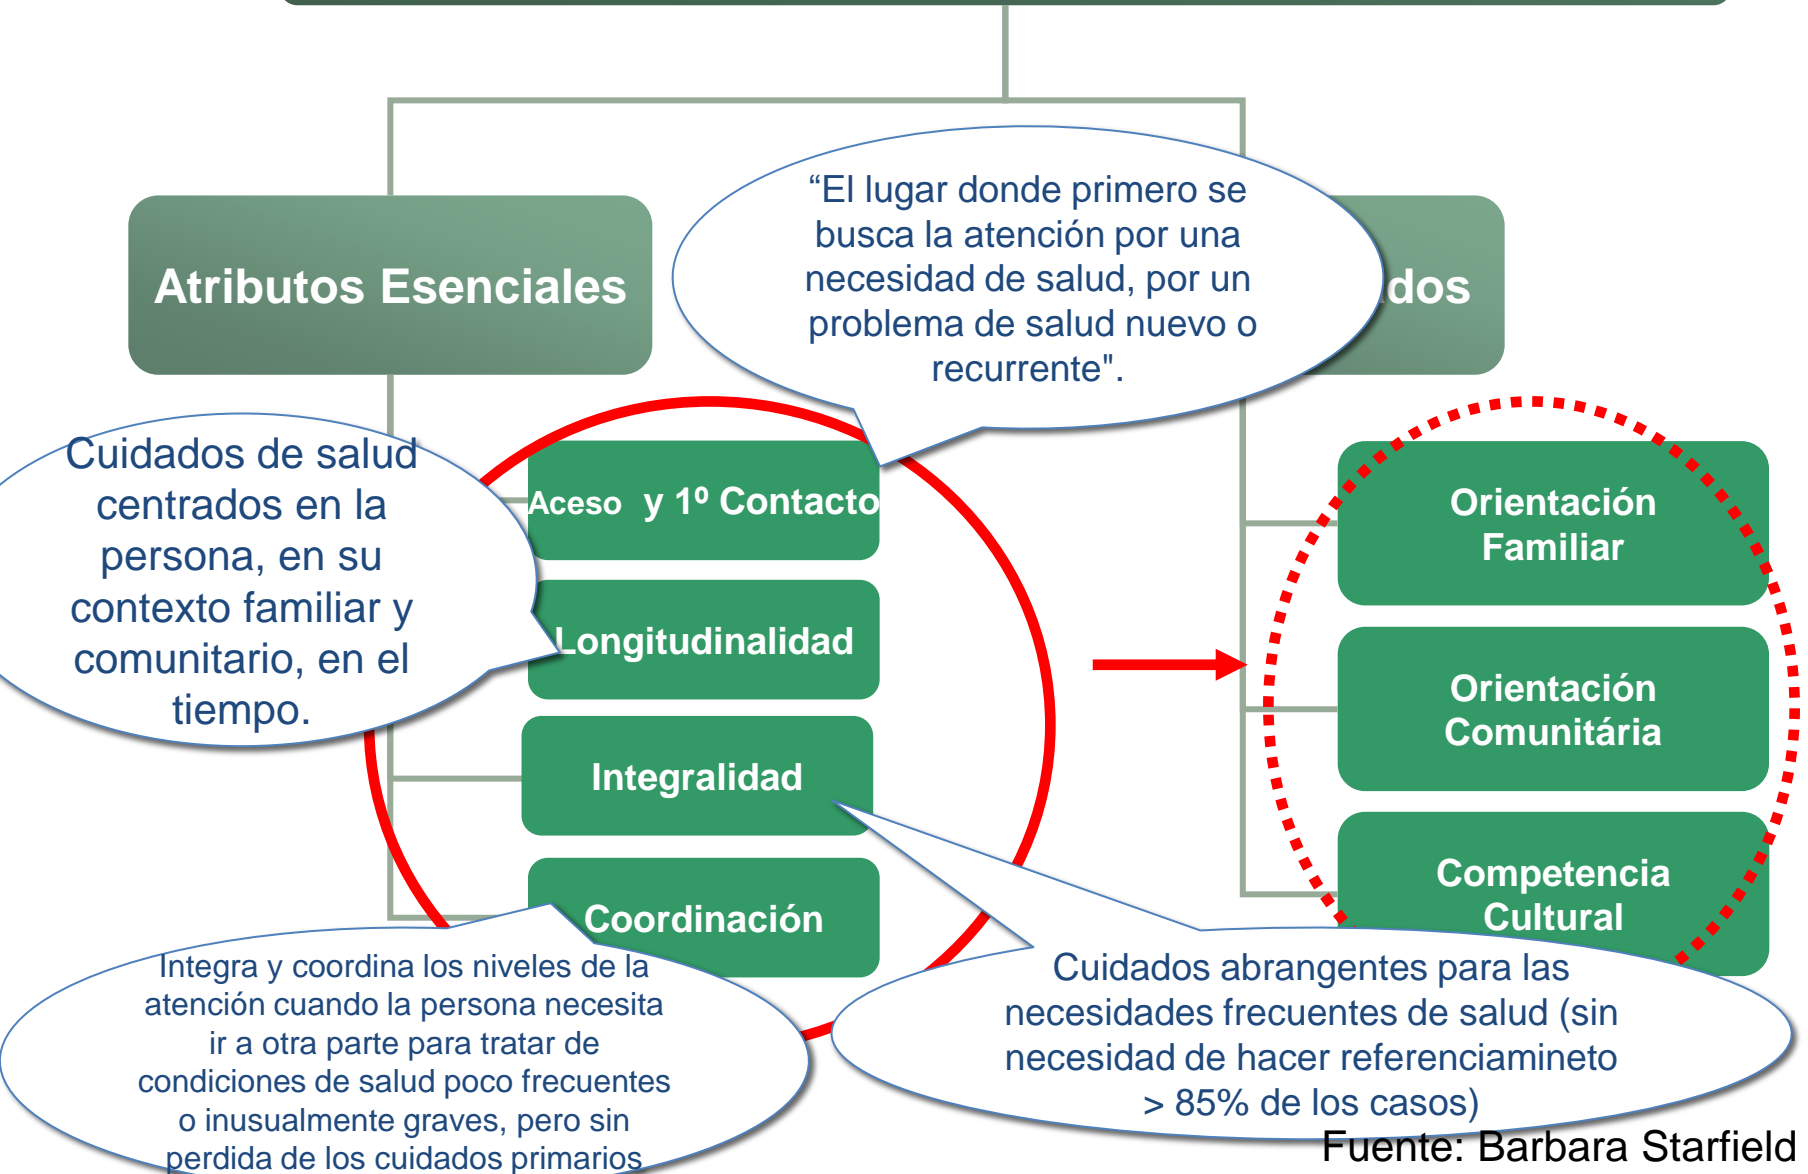 “El lugar donde primero se
busca la atención por una
necesidad de salud, por un
problema de salud nuevo o
recurrente".
Atributos Esenciales
dos
Cuidados de salud
centrados en la
persona, en su
contexto familiar y
comunitario, en el
tiempo.
Aceso y 1º Contacto
Longitudinalidad
Integralidad
Coordinación
Orientación
Familiar
Orientación
Comunitária
Competencia
Cultural
Integra y coordina los niveles de la
atención cuando la persona necesita
ir a otra parte para tratar de
condiciones de salud poco frecuentes
o inusualmente graves, pero sin
perdida de los cuidados primarios
Cuidados abrangentes para las
necesidades frecuentes de salud (sin
necesidad de hacer referenciamineto
> 85% de los casos)
Fuente: Barbara Starfield